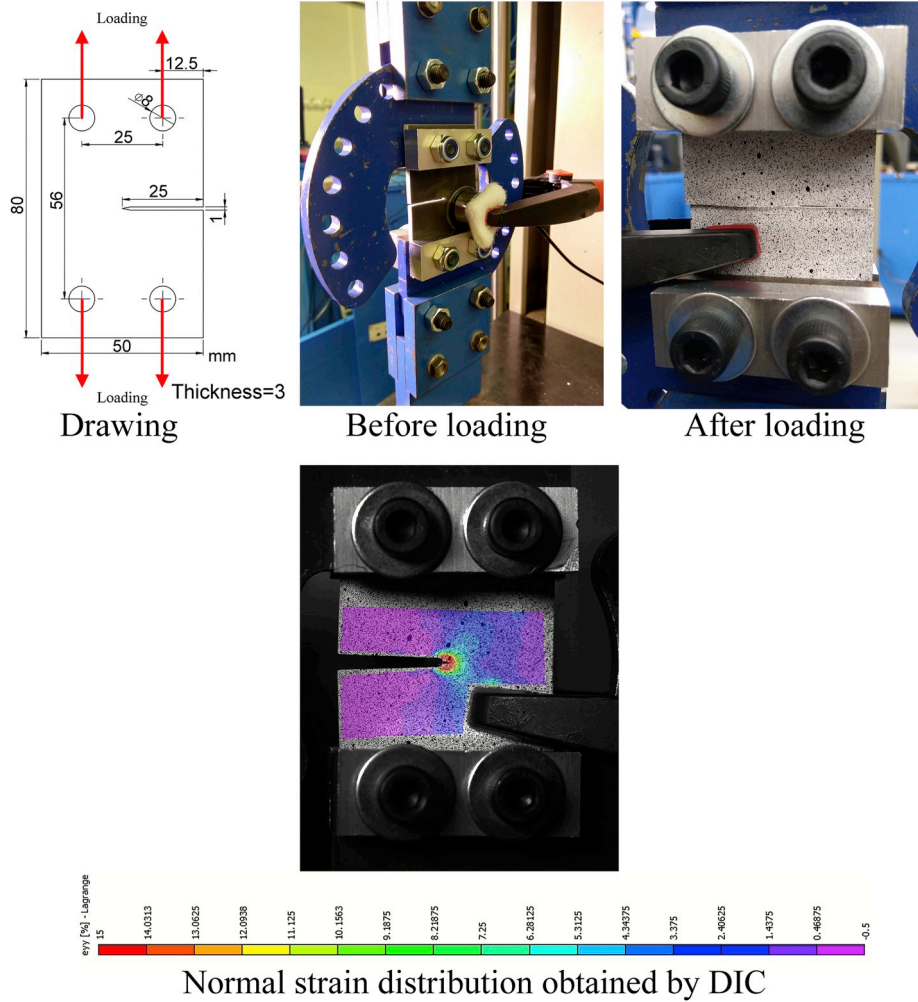 Loading
12.5
⌀8
25
80
56
25
1
50
mm
Loading
Thickness=3
Drawing
Before loading
After loading
eyy [%] - Lagrange
15
14.0313
13.0625
12.0938
11.125
10.1563
9.1875
8.21875
7.25
6.28125
5.3125
4.34375
3.375
2.40625
1.4375
0.46875
-0.5
Normal strain distribution obtained by DIC